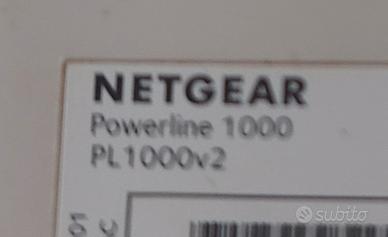 NETGEAR
Powerline 1000
PL1000v2
subito